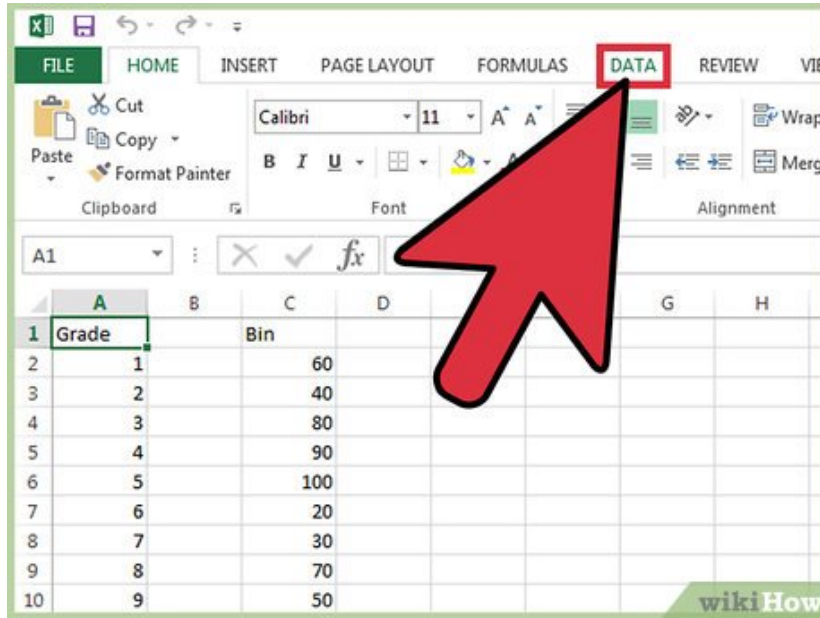 FILE HOME INSERT PAGE LAYOUT FORMULAS DATA REVIEW
Cut
Calibri 11 A A
Copy
Paste
Format Painter
B I U
Clipboard Font Alignment
A1 fx
A B C D G H
1 Grade Bin
2 1 60
3 2 40
4 3 80
5 4 90
6 5 100
7 6 20
8 7 30
9 8 70
10 9 50
wikiHow